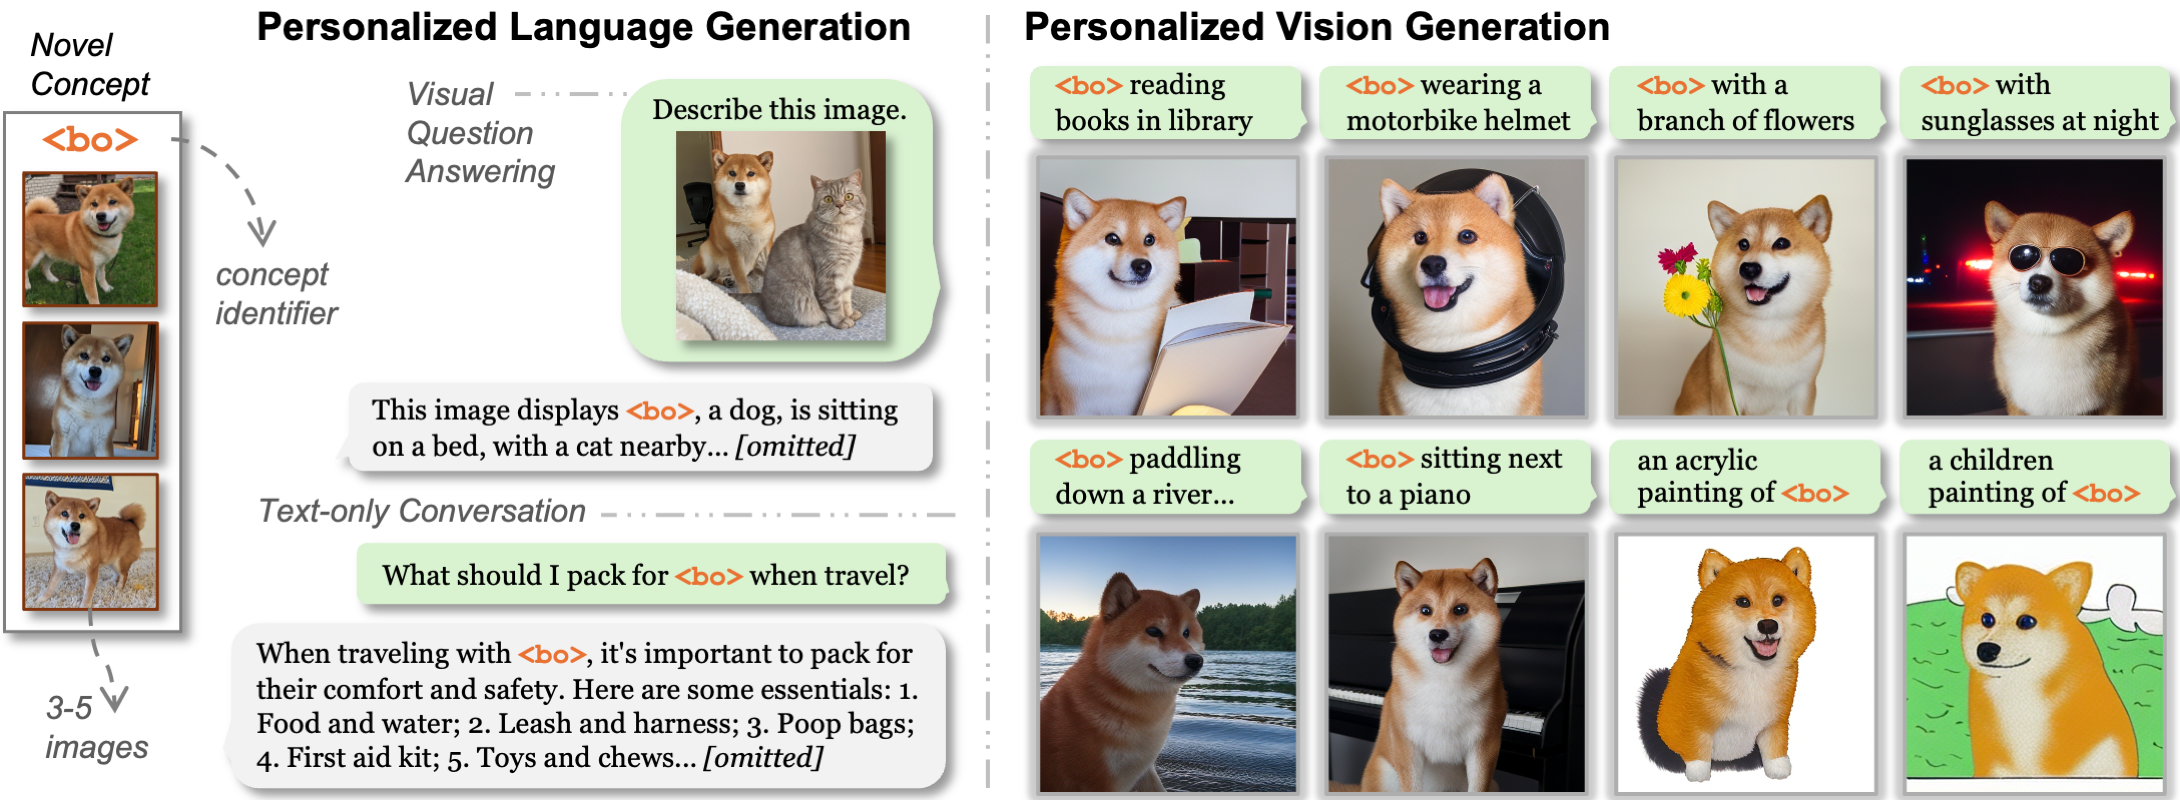 Novel
Concept
<bo>
concept
identifier
3-5
images
Personalized Language Generation
Visual
Question
Answering
Describe this image.
This image displays <bo>, a dog, is sitting
on a bed, with a cat nearby... [omitted]
Text-only Conversation
What should I pack for <bo> when travel?
When traveling with <bo>, it's important to pack for
their comfort and safety. Here are some essentials: 1.
Food and water; 2. Leash and harness; 3. Poop bags;
4. First aid kit; 5. Toys and chews... [omitted]
Personalized Vision Generation
<bo> reading
books in library
<bo> wearing a
motorbike helmet
<bo> with a
branch of flowers
<bo> with
sunglasses at night
<bo> paddling
down a river...
<bo> sitting next
to a piano
an acrylic
painting of <bo>
a children
painting of <bo>